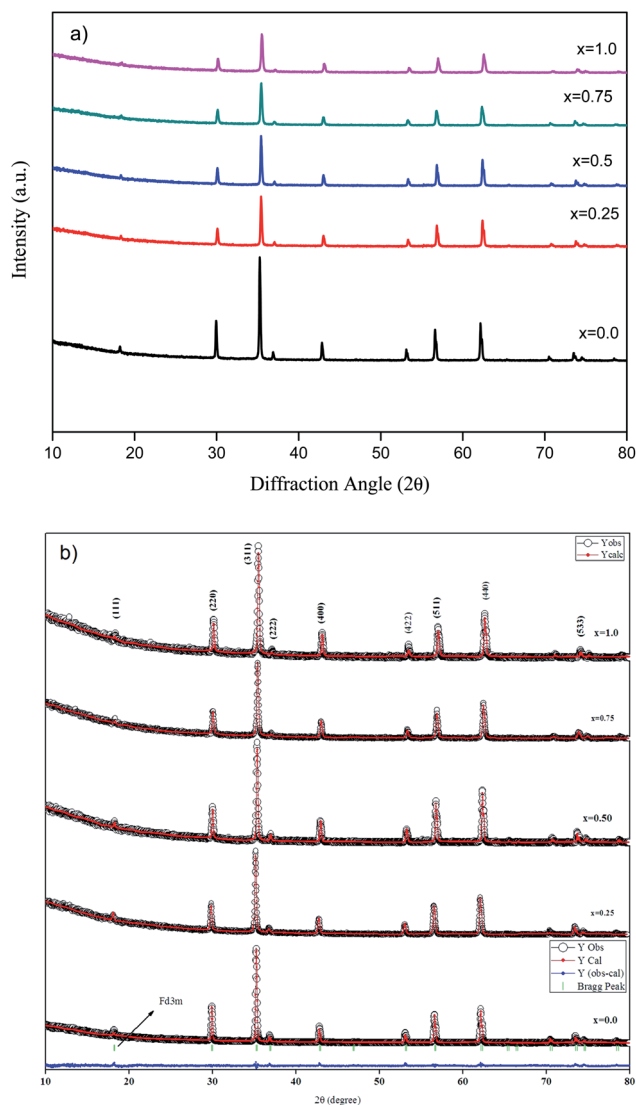 a)
x=1.0
x=0.75
x=0.5
x=0.25
x=0.0
Intensity (a.u.)
10 20 30 40 50 60 70 80
Diffraction Angle (2θ)
b)
Y obs
Y calc
(111)
(220)
(311)
(222)
(400)
(422)
(511)
(440)
(533)
x=1.0
x=0.75
x=0.50
x=0.25
Y Obs
Y Cal
Y (obs-cal)
Bragg Peak
Fd3m
x=0.0
10 20 30 40 50 60 70 80
2θ (degree)